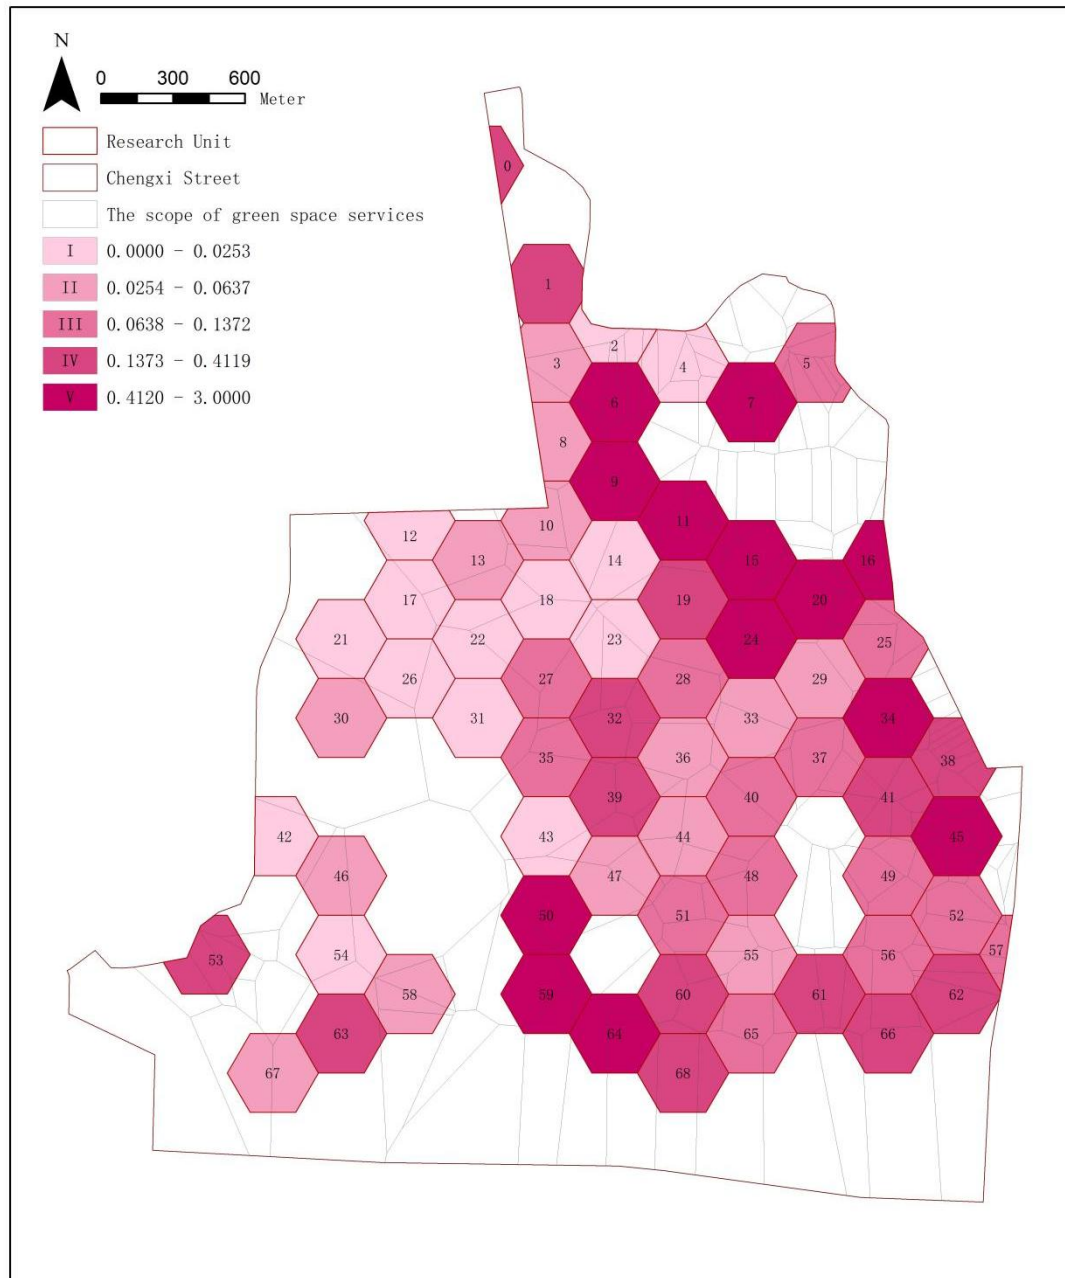 N
0 300 600
Meter
Research Unit
Chengxi Street
The scope of green space services
I 0.0000 - 0.0253
II 0.0254 - 0.0637
III 0.0638 - 0.1372
IV 0.1373 - 0.4119
V 0.4120 - 3.0000
0
1
2
3 4 5
6 7
8
9
10 11
12
13 14 15 16
17 18 19 20
21 22 23 24 25
26 27 28 29
30 31 32 33 34
35 36 37 38
39 40 41
42 43 44 45
46 47 48 49
50 51 52
53 54 55 56 57
58 59 60 61 62
63 64 65 66
67 68